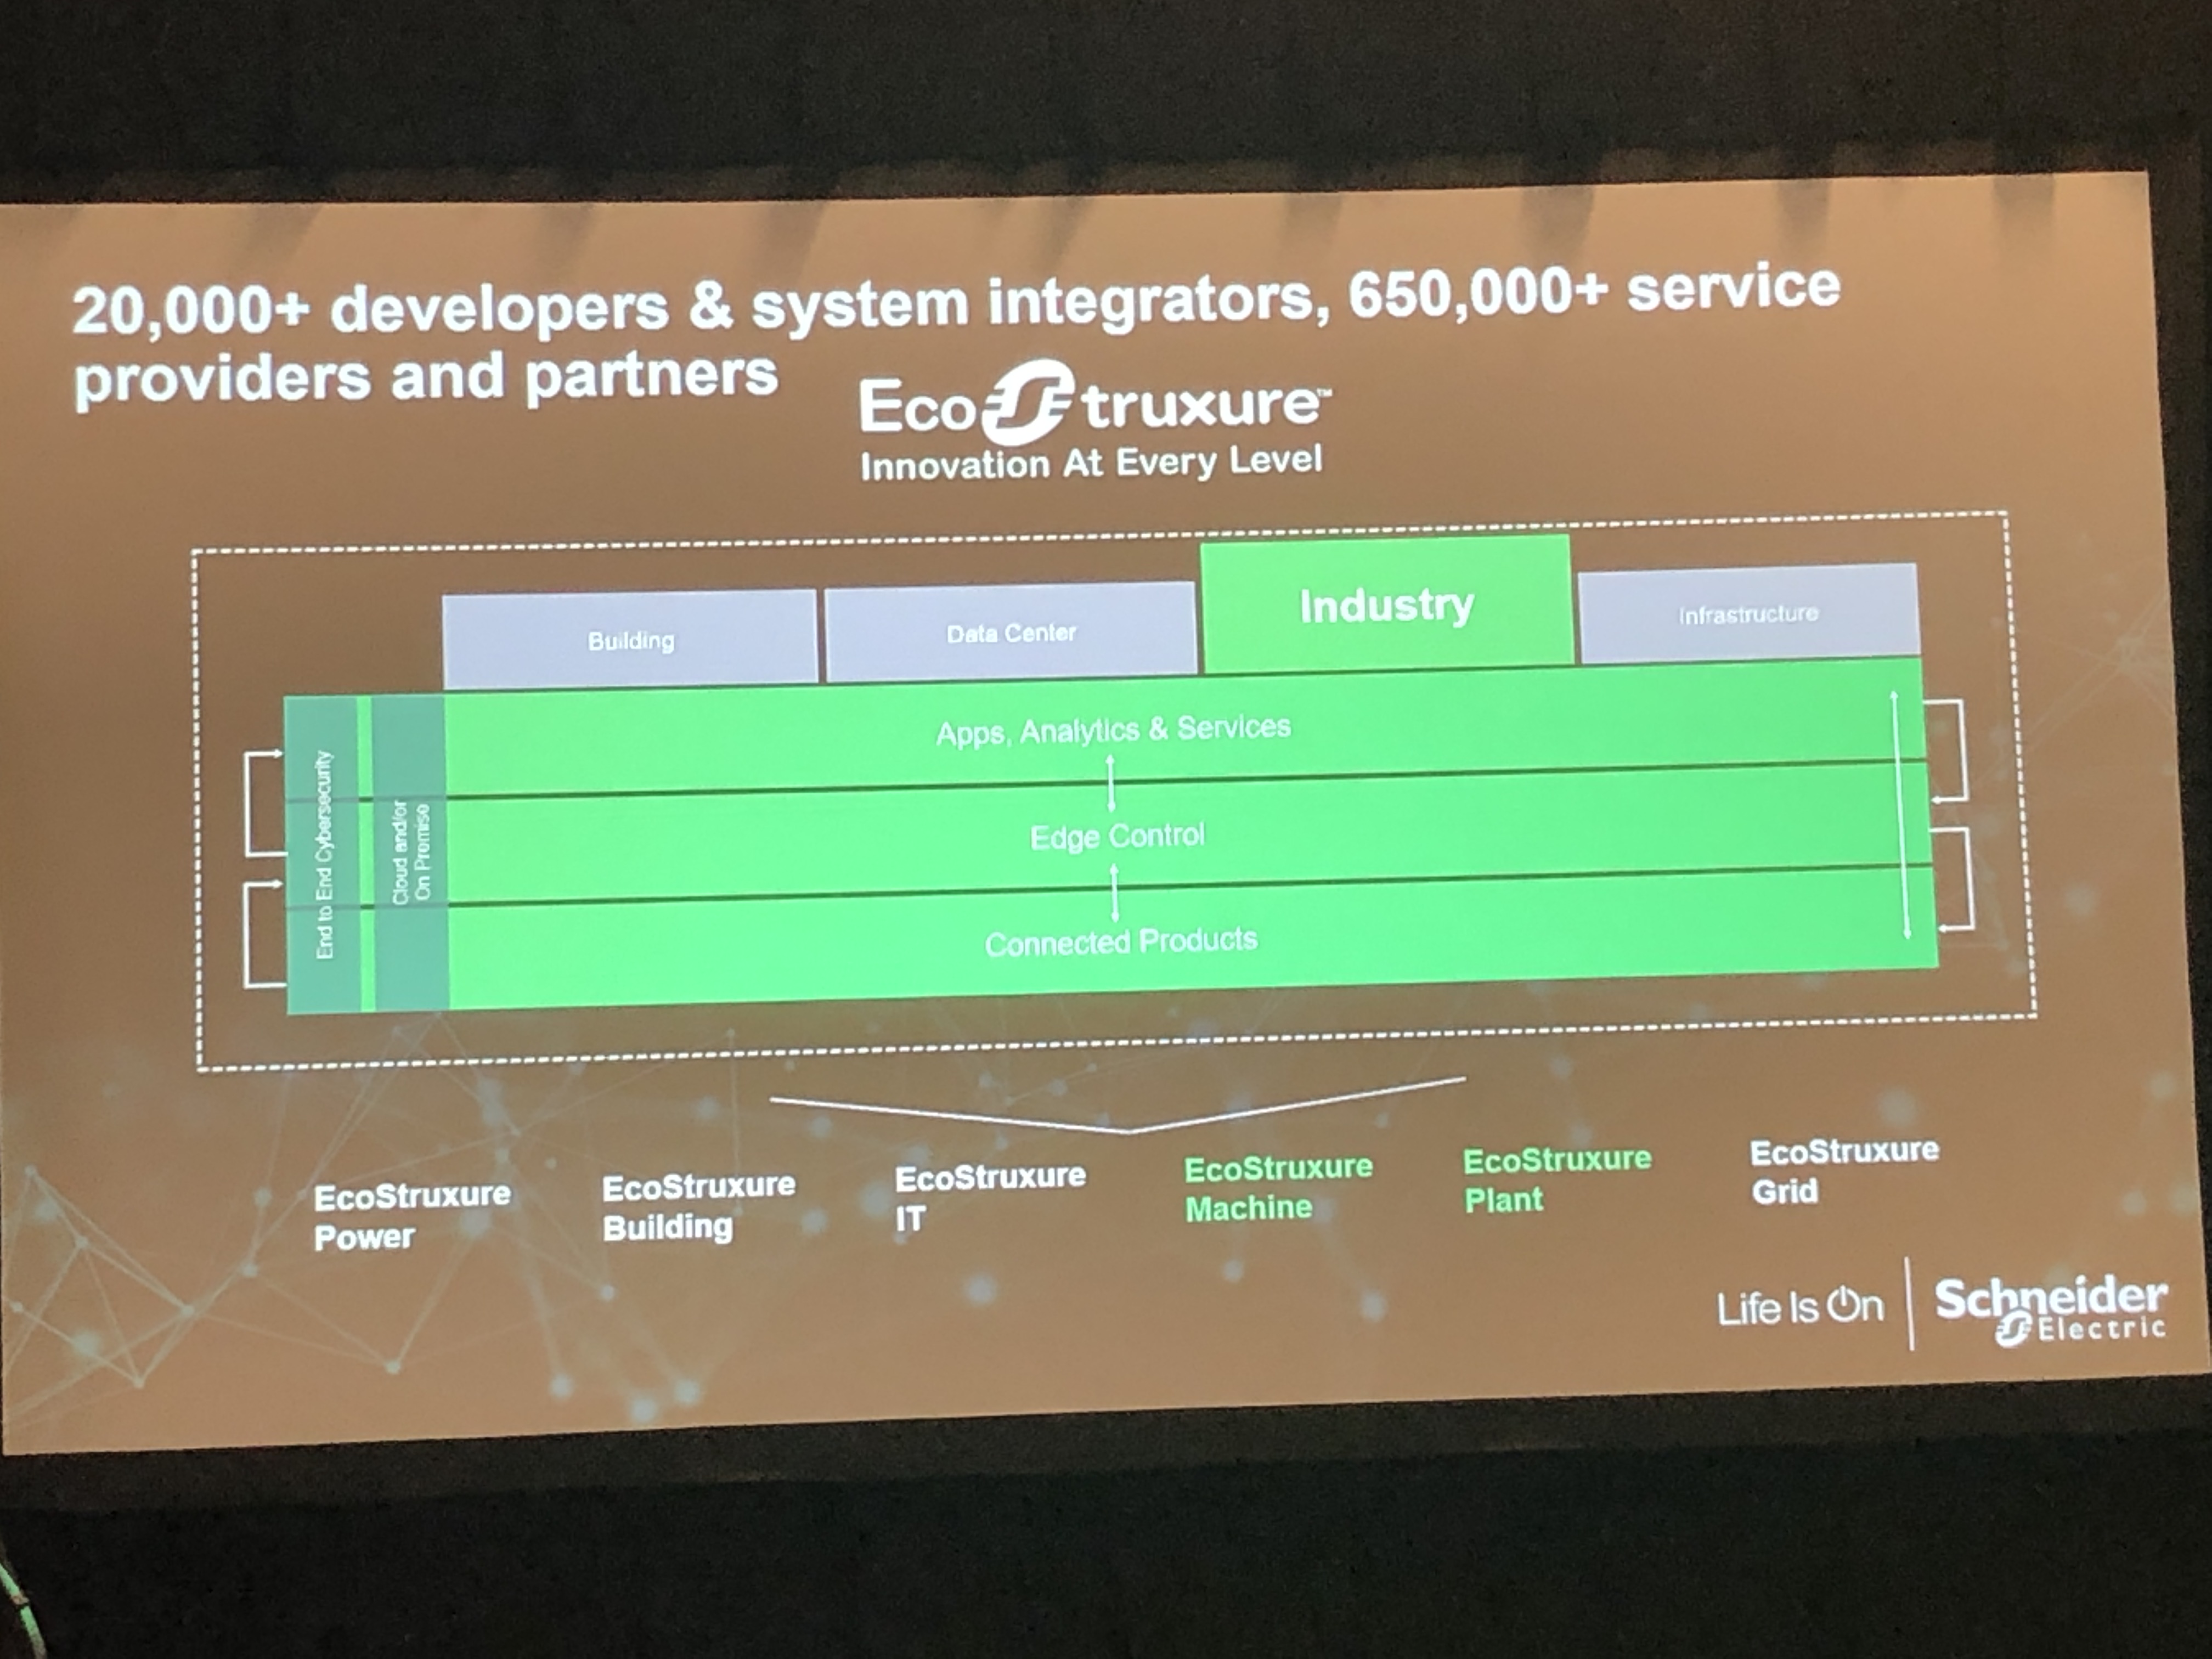 20,000+ developers & system integrators, 650,000+ service
providers and partners
EcoStruxure™
Innovation At Every Level
Building
Data Center
Industry
Infrastructure
End to End Cybersecurity
Cloud and/or
On Premise
Apps, Analytics & Services
Edge Control
Connected Products
EcoStruxure
Power
EcoStruxure
Building
EcoStruxure
IT
EcoStruxure
Machine
EcoStruxure
Plant
EcoStruxure
Grid
Life Is On
Schneider
Electric